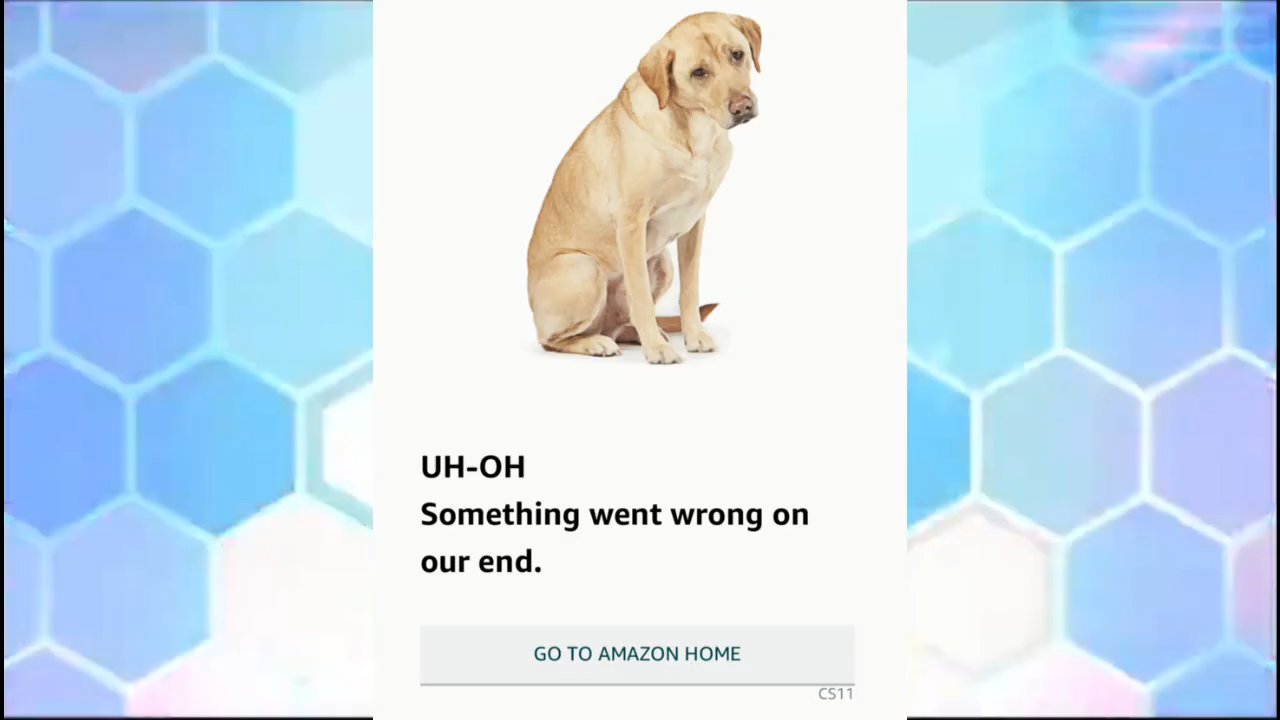 UH-OH
Something went wrong on
our end.
GO TO AMAZON HOME
CS11